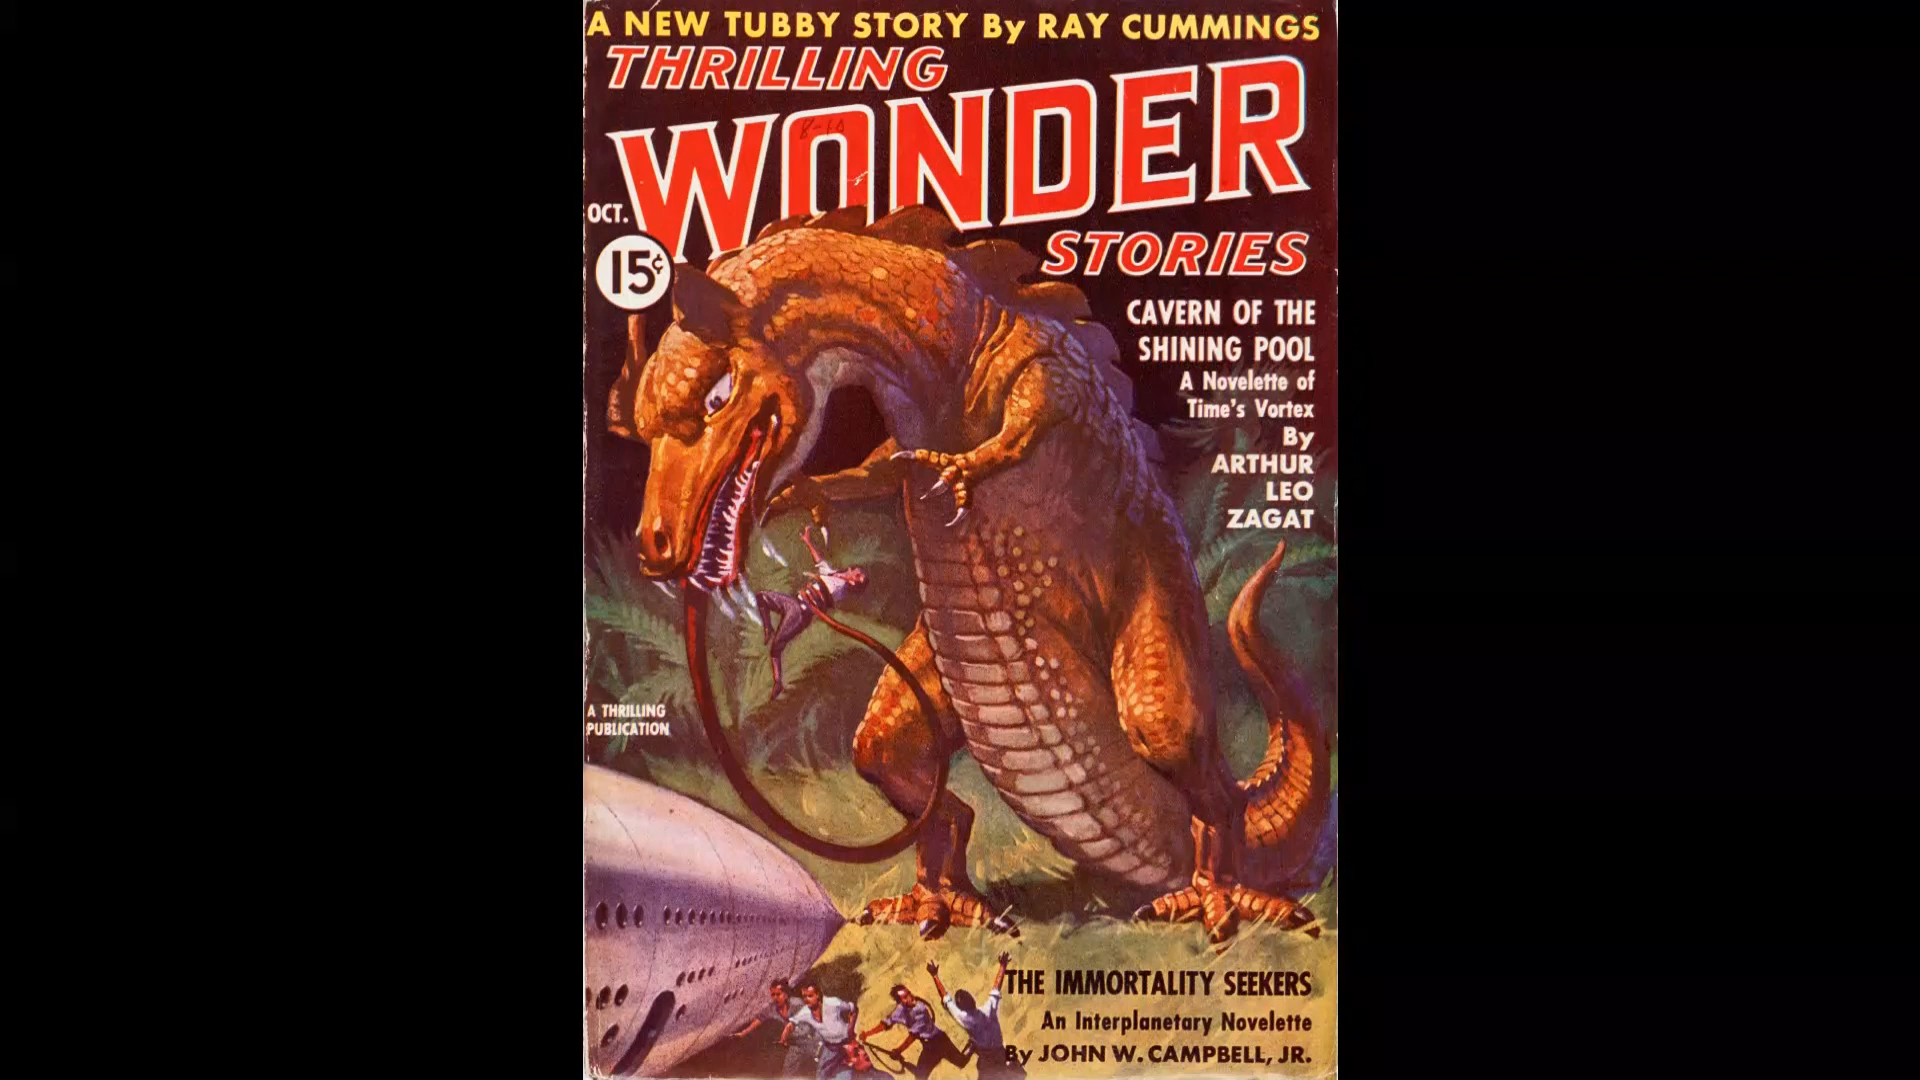 A NEW TUBBY STORY By RAY CUMMINGS
THRILLING
WONDER
STORIES
OCT.
15¢
CAVERN OF THE
SHINING POOL
A Novelette of
Time's Vortex
By
ARTHUR
LEO
ZAGAT
A THRILLING
PUBLICATION
THE IMMORTALITY SEEKERS
An Interplanetary Novelette
By JOHN W. CAMPBELL, JR.